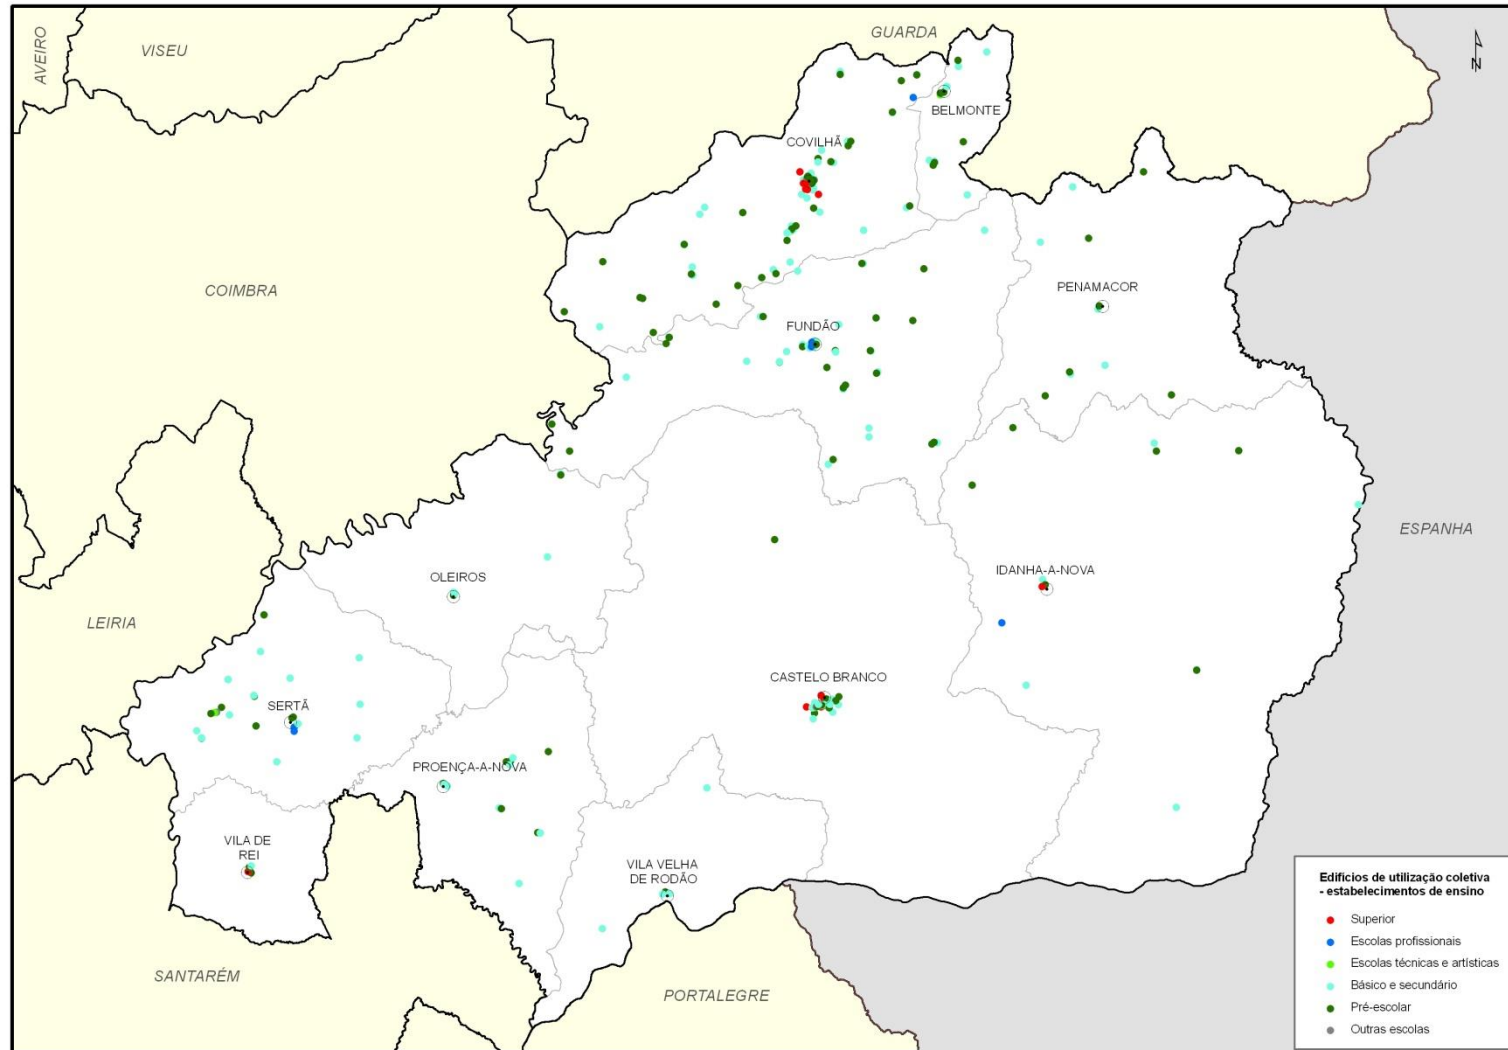 AVEIRO
VISEU
GUARDA
N
BELMONTE
COVILHÃ
COIMBRA
PENAMACOR
FUNDÃO
ESPANHA
OLEIROS
IDANHA-A-NOVA
LEIRIA
CASTELO BRANCO
SERTÃ
PROENÇA-A-NOVA
VILA DE
REI
VILA VELHA
DE RODÃO
SANTARÉM
PORTALEGRE
Edifícios de utilização coletiva
- estabelecimentos de ensino
Superior
Escolas profissionais
Escolas técnicas e artísticas
Básico e secundário
Pré-escolar
Outras escolas